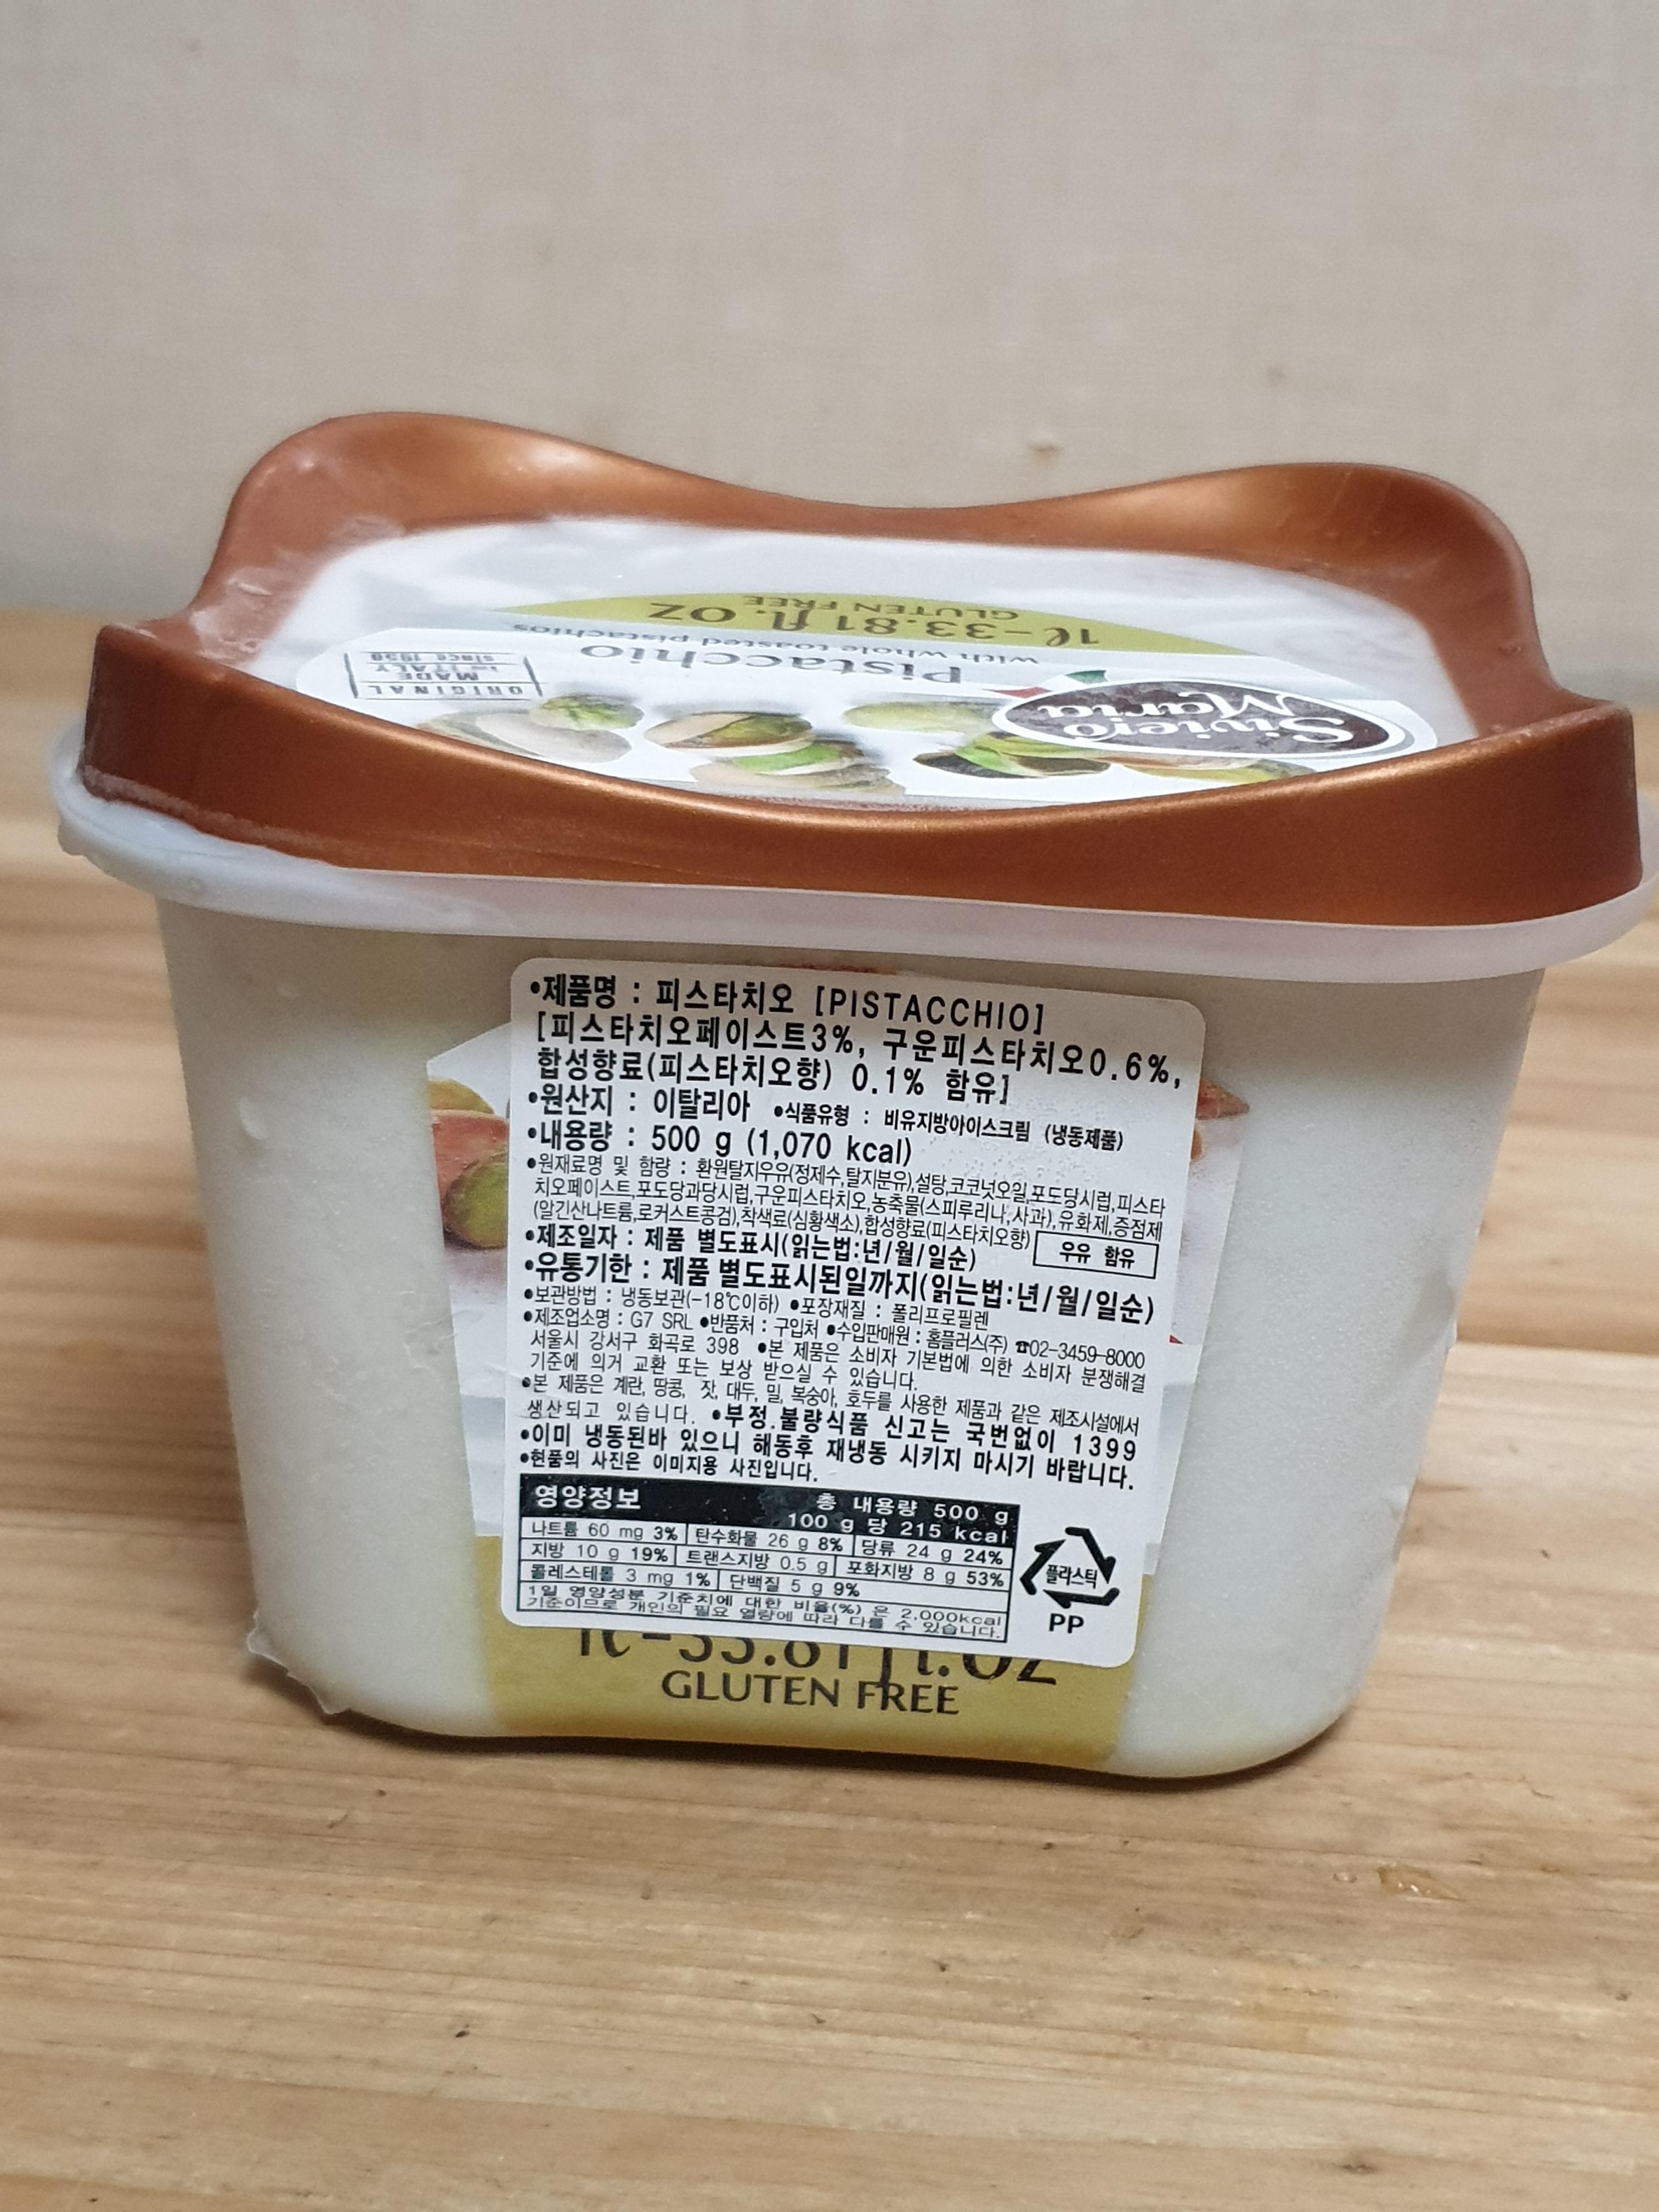 1ℓ-33.81 fl. oz
GLUTEN FREE
Pistacchio
with whole toasted pistachios
ORIGINAL
MADE
in ITALY
since 1950
Siviero
Maria
•제품명 : 피스타치오 [PISTACCHIO]
[피스타치오페이스트3%, 구운피스타치오0.6%,
합성향료(피스타치오향) 0.1% 함유]
•원산지 : 이탈리아 •식품유형 : 비유지방아이스크림 (냉동제품)
•내용량 : 500 g (1,070 kcal)
•원재료명 및 함량 : 환원탈지우유(정제수,탈지분유),설탕,코코넛오일,포도당시럽,피스타
치오페이스트,포도당과당시럽,구운피스타치오,농축물(스피루리나,사과),유화제,증점제
(알긴산나트륨,로커스트콩검),착색료(심황색소),합성향료(피스타치오향) 우유 함유
•제조일자 : 제품 별도표시(읽는법:년/월/일순)
•유통기한 : 제품 별도표시된일까지(읽는법:년/월/일순)
•보관방법 : 냉동보관(-18℃이하) •포장재질 : 폴리프로필렌
•제조업소명 : G7 SRL •반품처 : 구입처 •수입판매원 : 홈플러스(주) ☎02-3459-8000
서울시 강서구 화곡로 398 •본 제품은 소비자 기본법에 의한 소비자 분쟁해결
기준에 의거 교환 또는 보상 받으실 수 있습니다.
•본 제품은 계란, 땅콩, 잣, 대두, 밀, 복숭아, 호두를 사용한 제품과 같은 제조시설에서
생산되고 있습니다. •부정.불량식품 신고는 국번없이 1399
•이미 냉동된바 있으니 해동후 재냉동 시키지 마시기 바랍니다.
•현품의 사진은 이미지용 사진입니다.
영양정보 총 내용량 500 g
100 g 당 215 kcal
나트륨 60 mg 3% 탄수화물 26 g 8% 당류 24 g 24%
지방 10 g 19% 트랜스지방 0.5 g 포화지방 8 g 53%
콜레스테롤 3 mg 1% 단백질 5 g 9%
1일 영양성분 기준치에 대한 비율(%) 은 2,000kcal
기준이므로 개인의 필요 열량에 따라 다를 수 있습니다.
플라스틱
PP
1ℓ-33.81 fl. oz
GLUTEN FREE